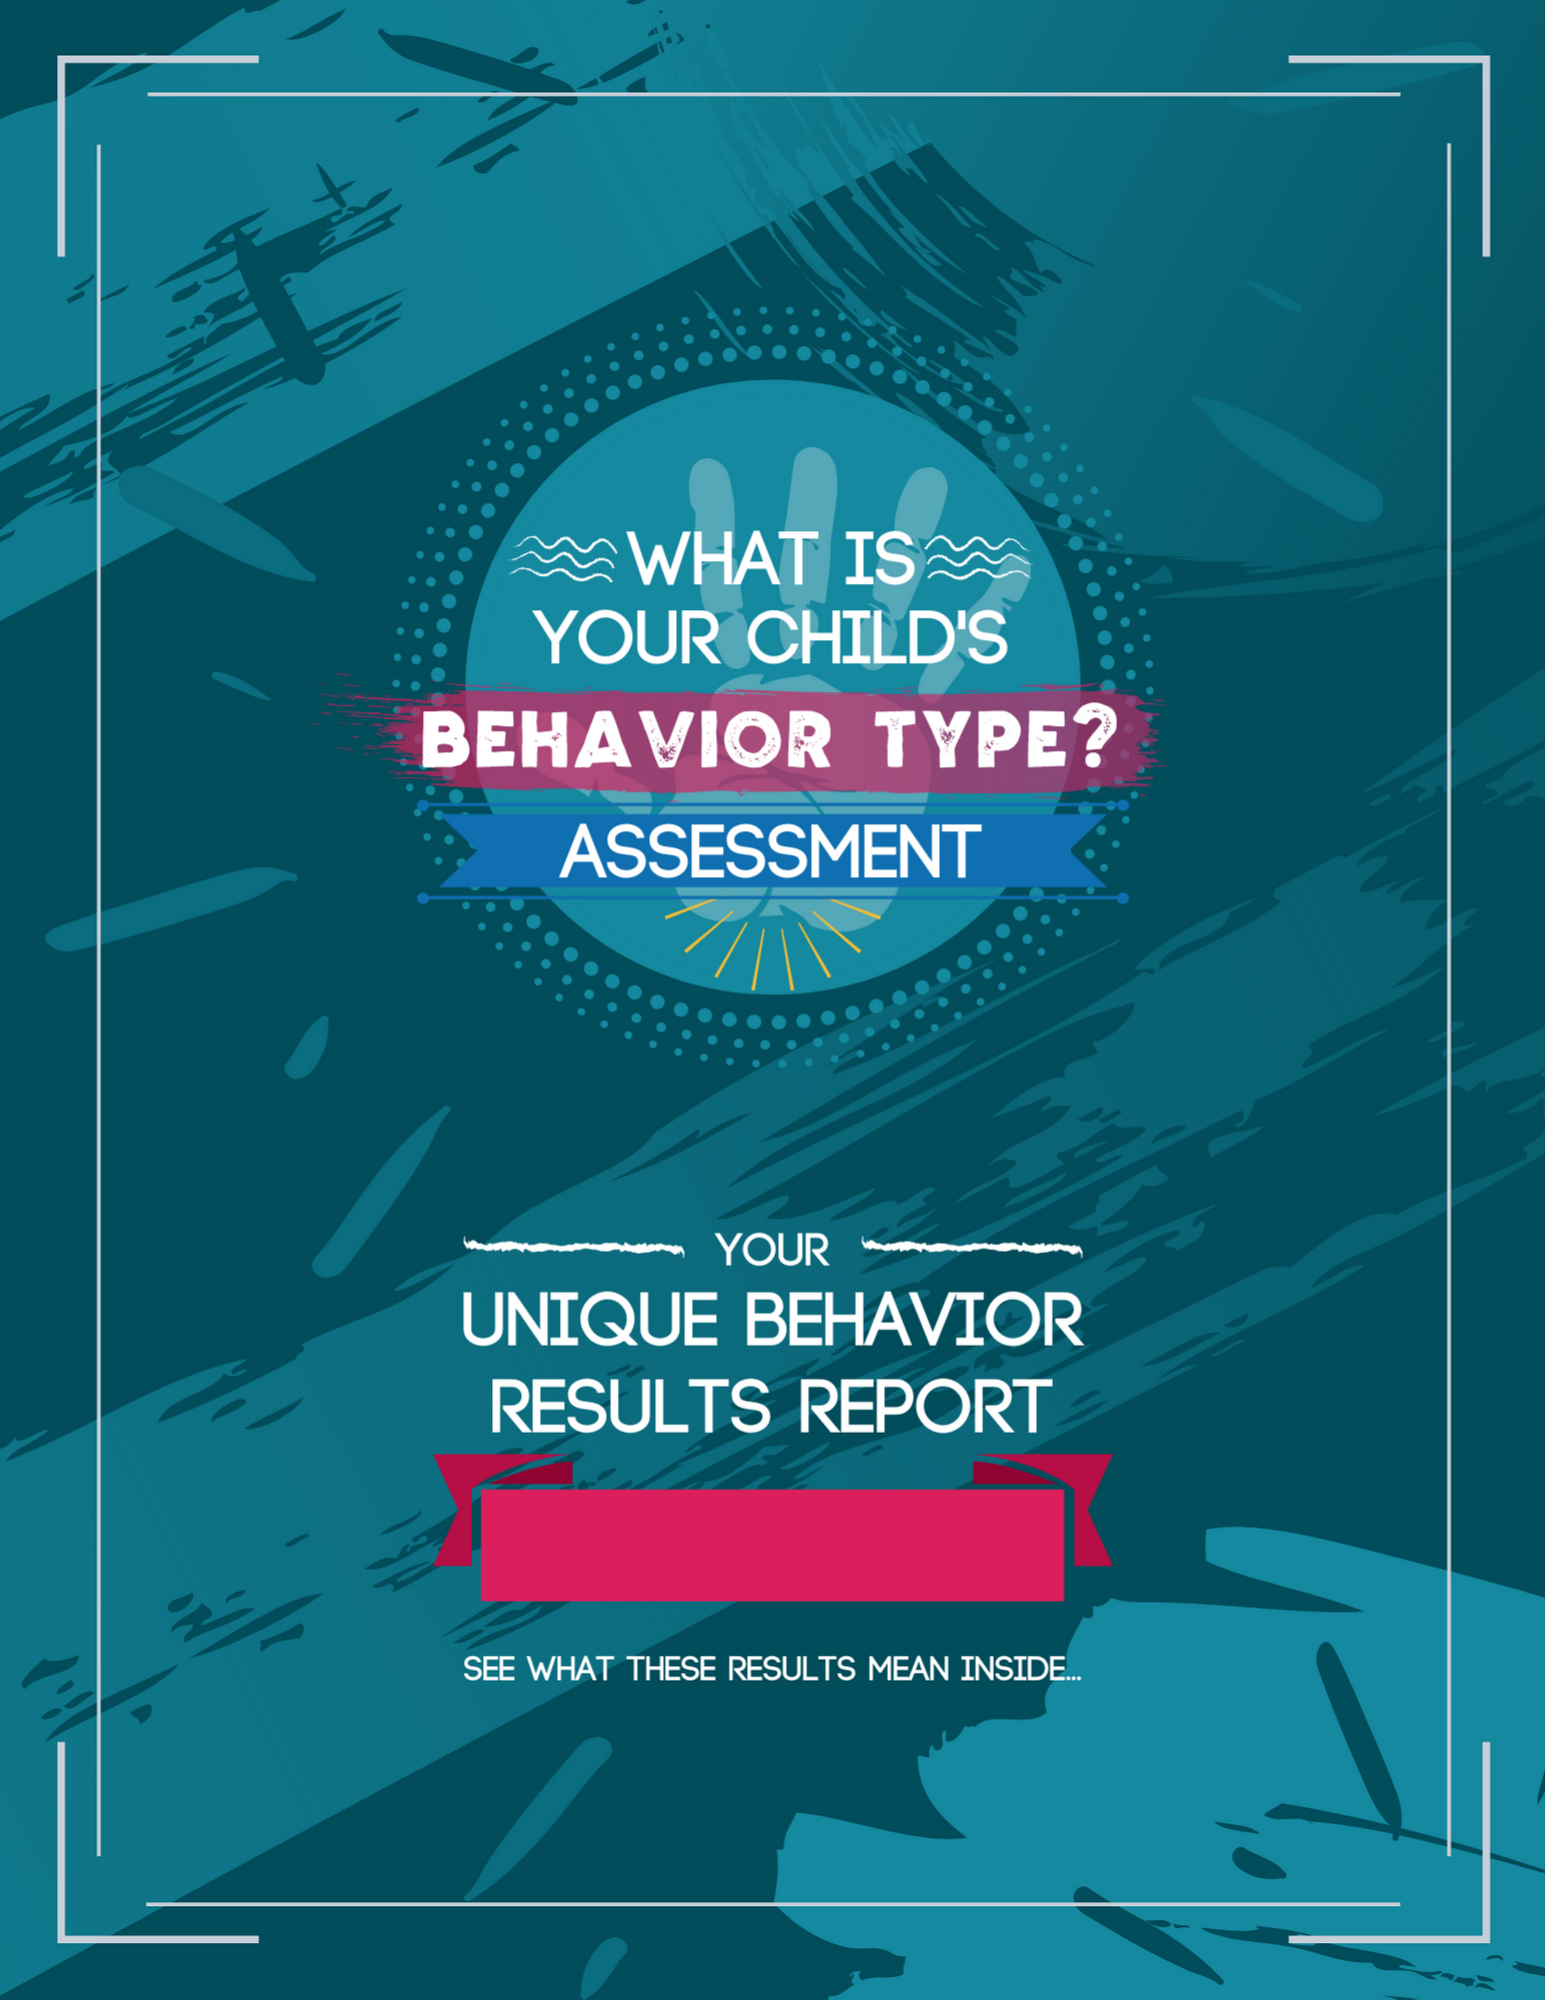 WHAT IS
YOUR CHILD'S
BEHAVIOR TYPE?
ASSESSMENT
YOUR
UNIQUE BEHAVIOR
RESULTS REPORT
SEE WHAT THESE RESULTS MEAN INSIDE...